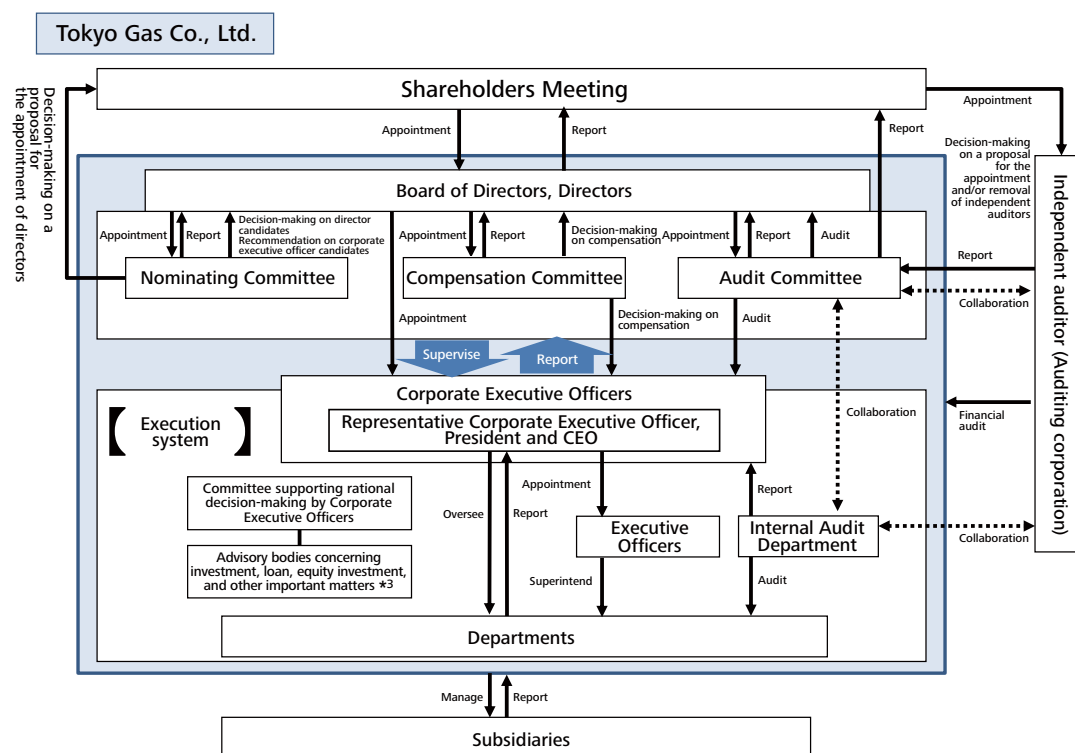 Tokyo Gas Co., Ltd.
Shareholders Meeting
Decision-making on a
proposal for
the appointment of directors
Appointment
Report
Report
Appointment
Decision-making
on a proposal
for the
appointment
and/or removal
of independent
auditors
Independent auditor (Auditing corporation)
Board of Directors, Directors
Appointment
Report
Decision-making on director
candidates
Recommendation on corporate
executive officer candidates
Appointment
Report
Decision-making
on compensation
Appointment
Report
Audit
Nominating Committee
Compensation Committee
Audit Committee
Report
Collaboration
Appointment
Decision-making on
compensation
Audit
Supervise
Report
Corporate Executive Officers
Representative Corporate Executive Officer,
President and CEO
【 Execution
system 】
Collaboration
Financial
audit
Committee supporting rational
decision-making by Corporate
Executive Officers
Advisory bodies concerning
investment, loan, equity investment,
and other important matters *3
Oversee
Report
Appointment
Executive
Officers
Superintend
Report
Internal Audit
Department
Audit
Collaboration
Departments
Manage
Report
Subsidiaries